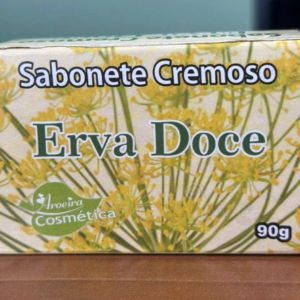 Sabonete Cremoso
Erva Doce
Aroeira
Cosmética
90g